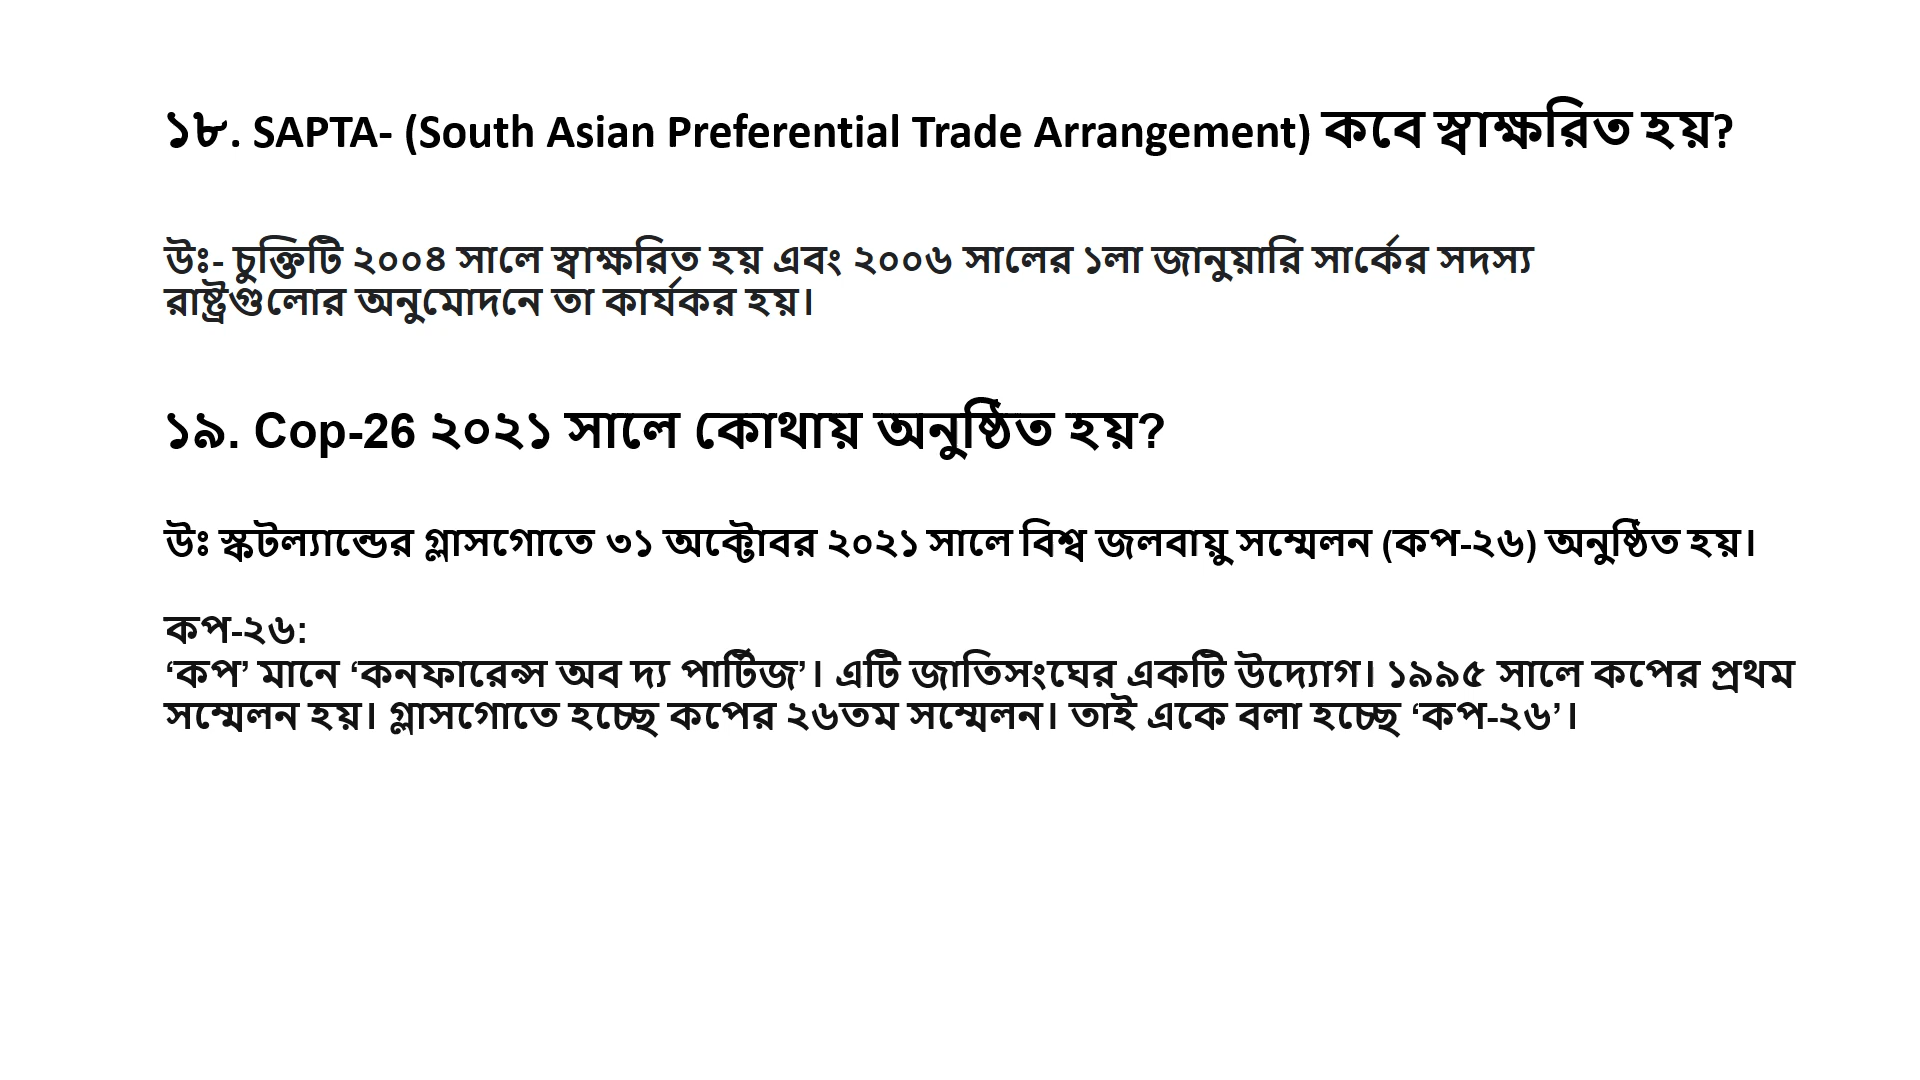 ১৮. SAPTA- (South Asian Preferential Trade Arrangement) কবে স্বাক্ষরিত হয়?
উঃ- চুক্তিটি ২০০৪ সালে স্বাক্ষরিত হয় এবং ২০০৬ সালের ১লা জানুয়ারি সার্কের সদস্য
রাষ্ট্রগুলোর অনুমোদনে তা কার্যকর হয়।
১৯. Cop-26 ২০২১ সালে কোথায় অনুষ্ঠিত হয়?
উঃ স্কটল্যান্ডের গ্লাসগোতে ৩১ অক্টোবর ২০২১ সালে বিশ্ব জলবায়ু সম্মেলন (কপ-২৬) অনুষ্ঠিত হয়।
কপ-২৬:
‘কপ’ মানে ‘কনফারেন্স অব দ্য পার্টিজ’। এটি জাতিসংঘের একটি উদ্যোগ। ১৯৯৫ সালে কপের প্রথম
সম্মেলন হয়। গ্লাসগোতে হচ্ছে কপের ২৬তম সম্মেলন। তাই একে বলা হচ্ছে ‘কপ-২৬’।